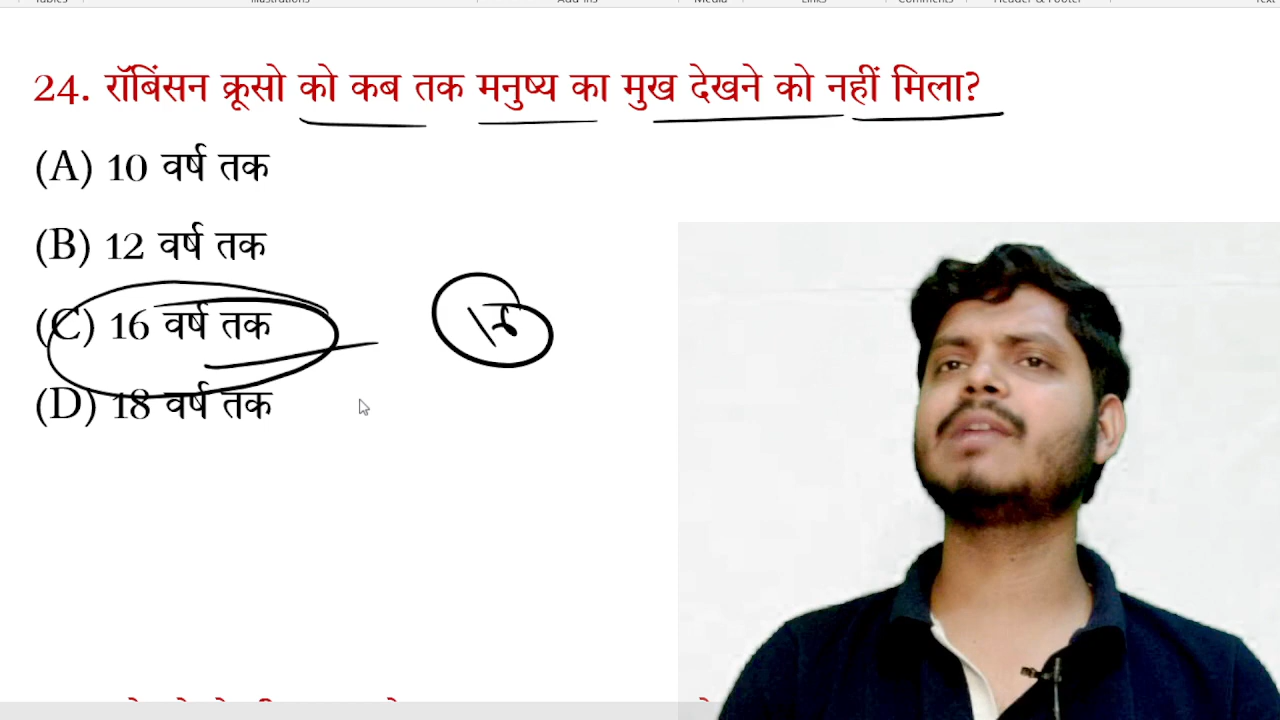 24. रॉबिंसन क्रूसो को कब तक मनुष्य का मुख देखने को नहीं मिला?
(A) 10 वर्ष तक
(B) 12 वर्ष तक
(C) 16 वर्ष तक
(D) 18 वर्ष तक